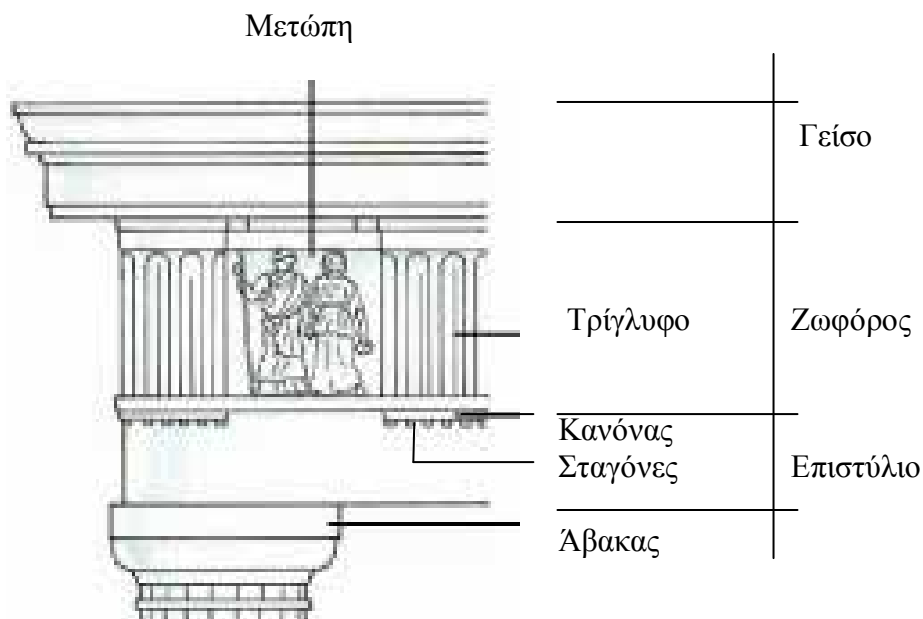 Μετώπη
Γείσο
Τρίγλυφο Ζωφόρος
Κανόνας
Σταγόνες Επιστύλιο
Άβακας